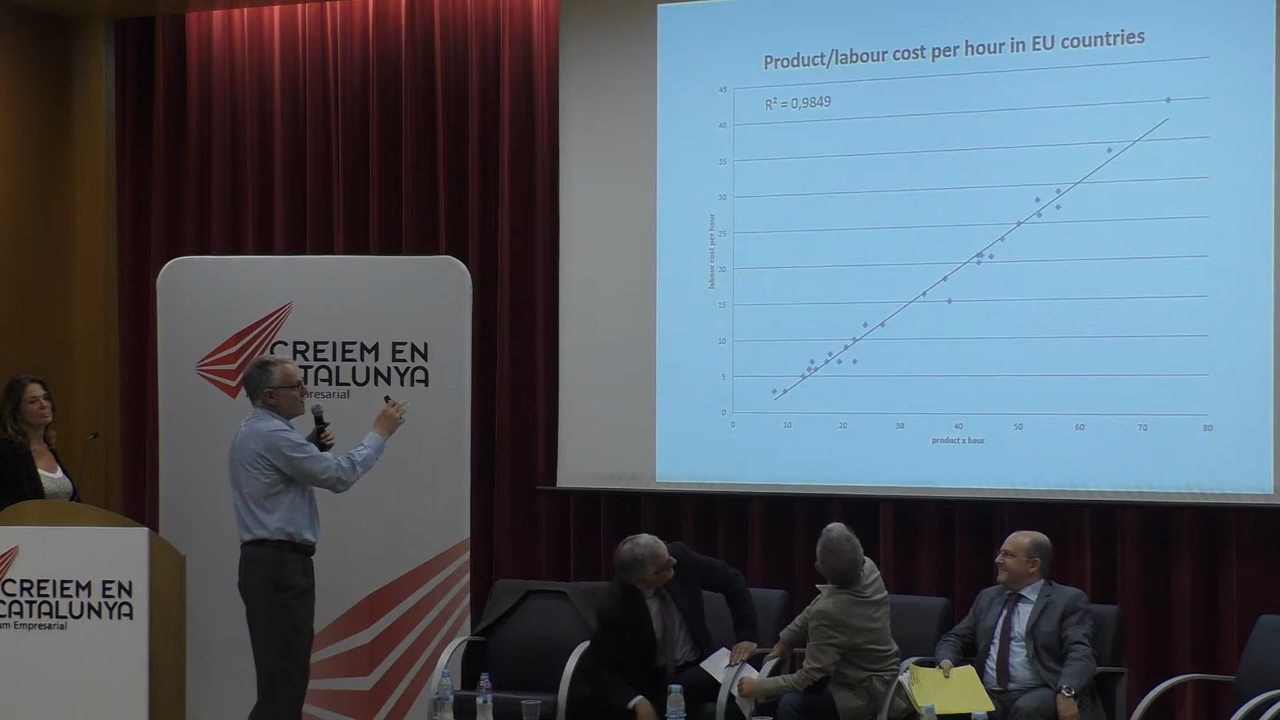 Product/labour cost per hour in EU countries
R² = 0,9849
45
40
35
30
25
20
15
10
5
0
labour cost per hour
0 10 20 30 40 50 60 70 80
product x hour
CREIEM EN
CATALUNYA
resarial
CREIEM EN
CATALUNYA
um Empresarial